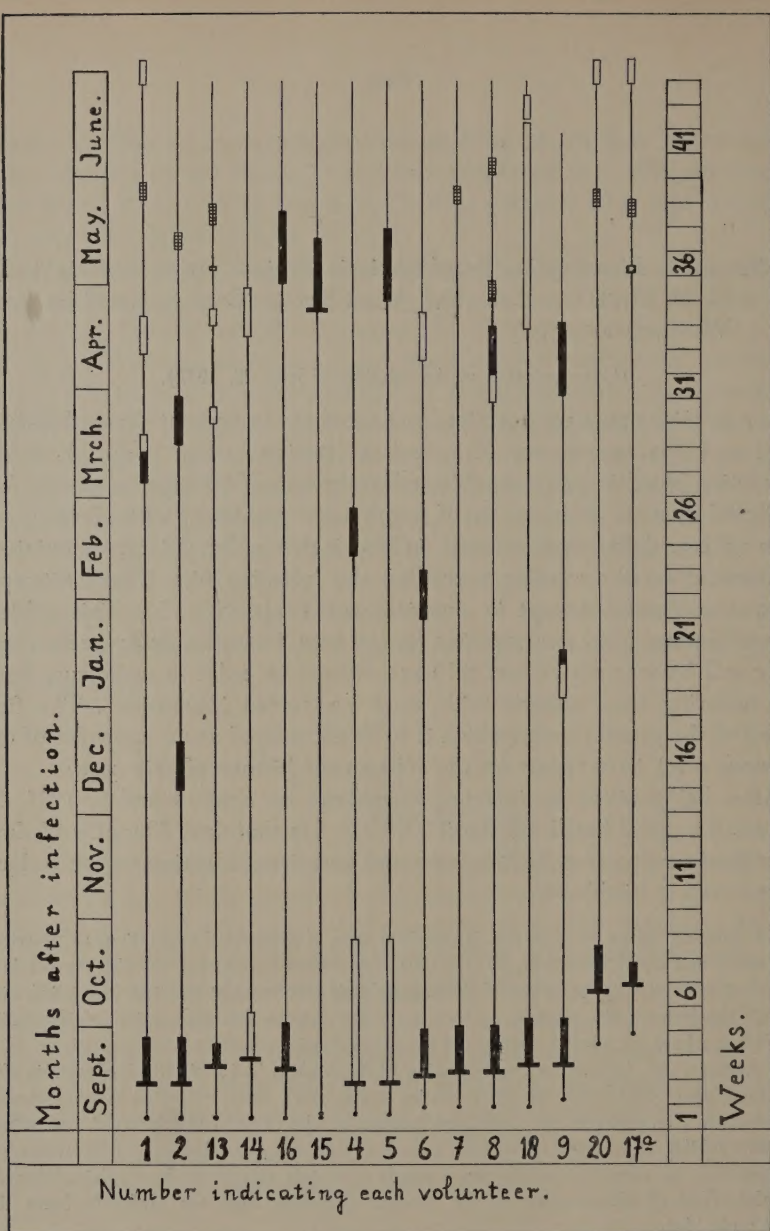 Months after infection.
Sept. Oct. Nov. Dec. Jan. Feb. Mrch. Apr. May. June.
1 2 13 14 16 15 4 5 6 7 8 18 9 20 17a
1 6 11 16 21 26 31 36 41
Weeks.
Number indicating each volunteer.